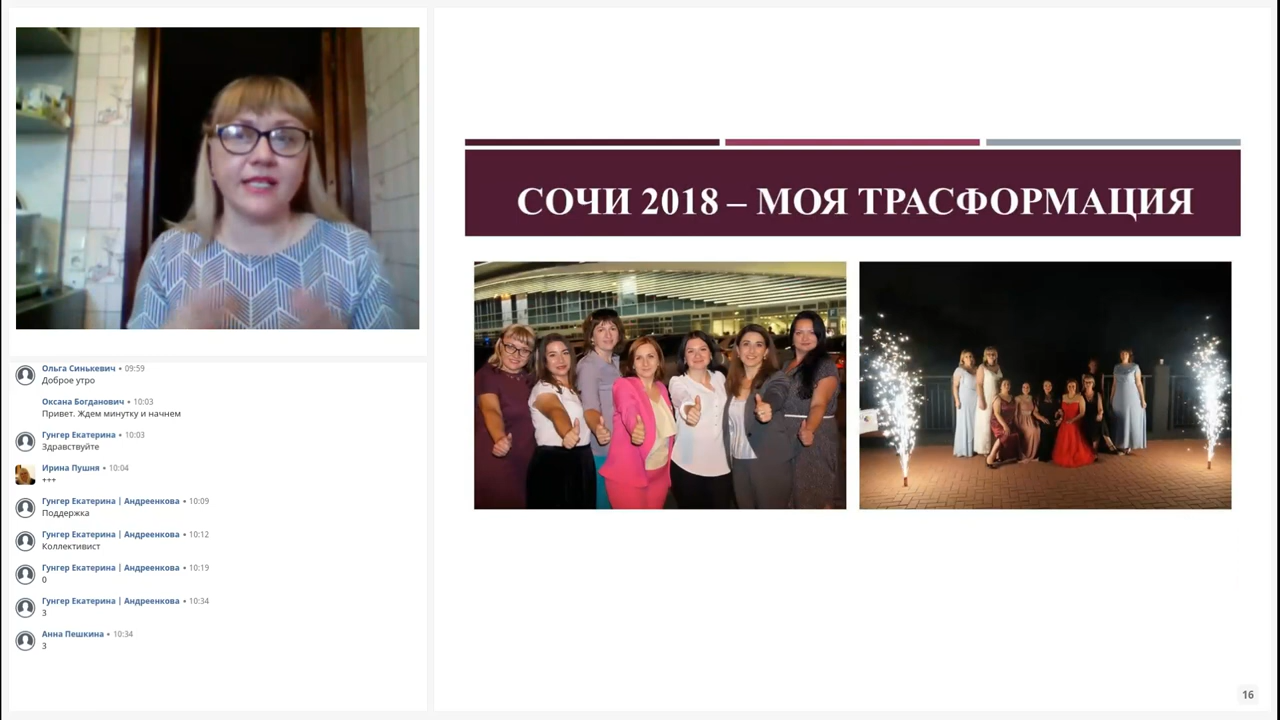 Ольга Синькевич • 09:59
Доброе утро
Оксана Богданович • 10:03
Привет. Ждем минутку и начнем
Гунгер Екатерина • 10:03
Здравствуйте
Ирина Пушня • 10:04
+++
Гунгер Екатерина | Андреенкова • 10:09
Поддержка
Гунгер Екатерина | Андреенкова • 10:12
Коллективист
Гунгер Екатерина | Андреенкова • 10:19
0
Гунгер Екатерина | Андреенкова • 10:34
3
Анна Пешкина • 10:34
3
СОЧИ 2018 – МОЯ ТРАСФОРМАЦИЯ
16